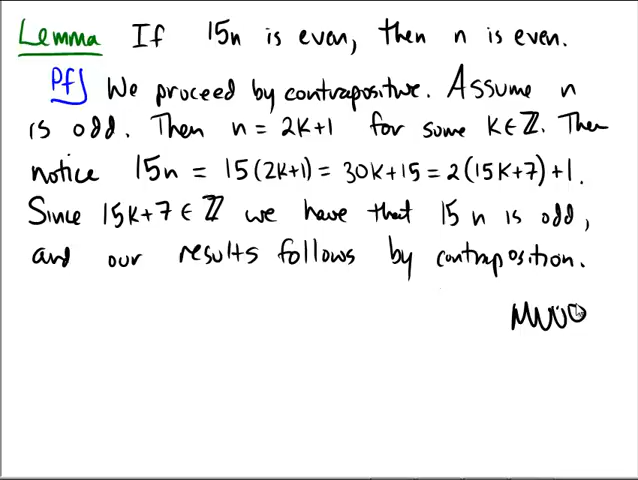 Lemma If 15n is even, then n is even.
Pf) We proceed by contrapositive. Assume n
is odd. Then n = 2k+1 for some k∈ℤ. Then
notice 15n = 15(2k+1) = 30k+15 = 2(15k+7)+1.
Since 15k+7 ∈ ℤ we have that 15n is odd,
and our results follows by contraposition.